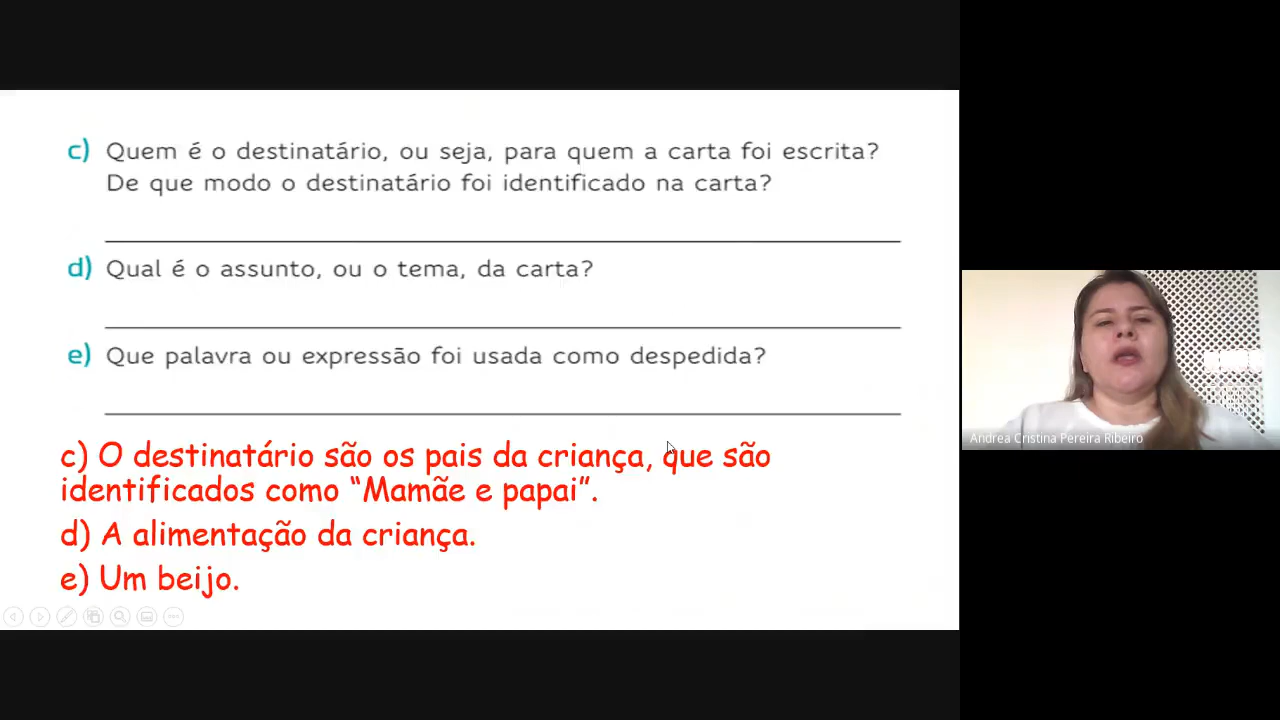 c) Quem é o destinatário, ou seja, para quem a carta foi escrita?
De que modo o destinatário foi identificado na carta?
d) Qual é o assunto, ou o tema, da carta?
e) Que palavra ou expressão foi usada como despedida?
c) O destinatário são os pais da criança, que são
identificados como “Mamãe e papai”.
d) A alimentação da criança.
e) Um beijo.
Andrea Cristina Pereira Ribeiro